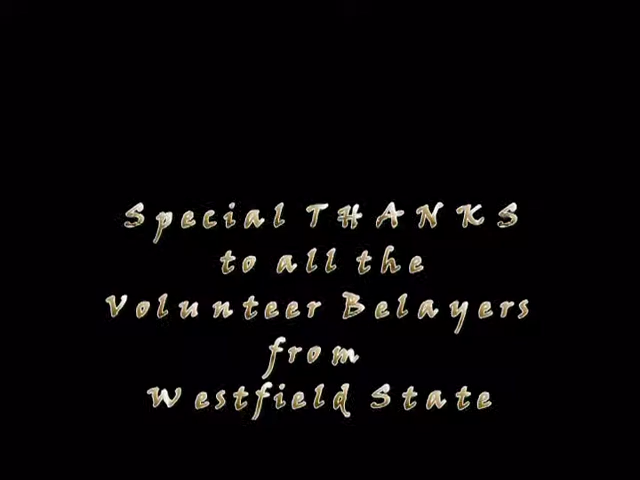 Special THANKS
to all the
Volunteer Belayers
from
Westfield State